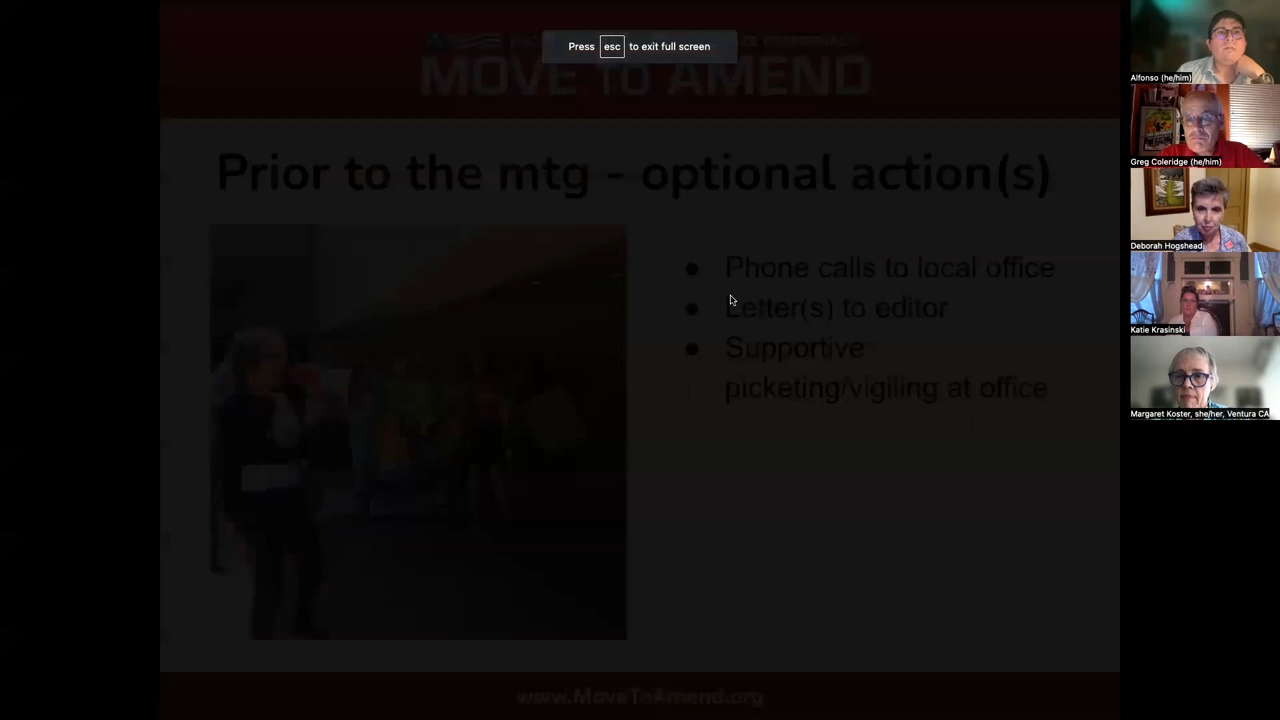 Press esc to exit full screen
MOVE TO AMEND
Prior to the mtg - optional action(s)
● Phone calls to local office
● Letter(s) to editor
● Supportive
picketing/vigiling at office
www.MoveToAmend.org
Alfonso (he/him)
Greg Coleridge (he/him)
Deborah Hogshead
Katie Krasinski
Margaret Koster, she/her, Ventura CA